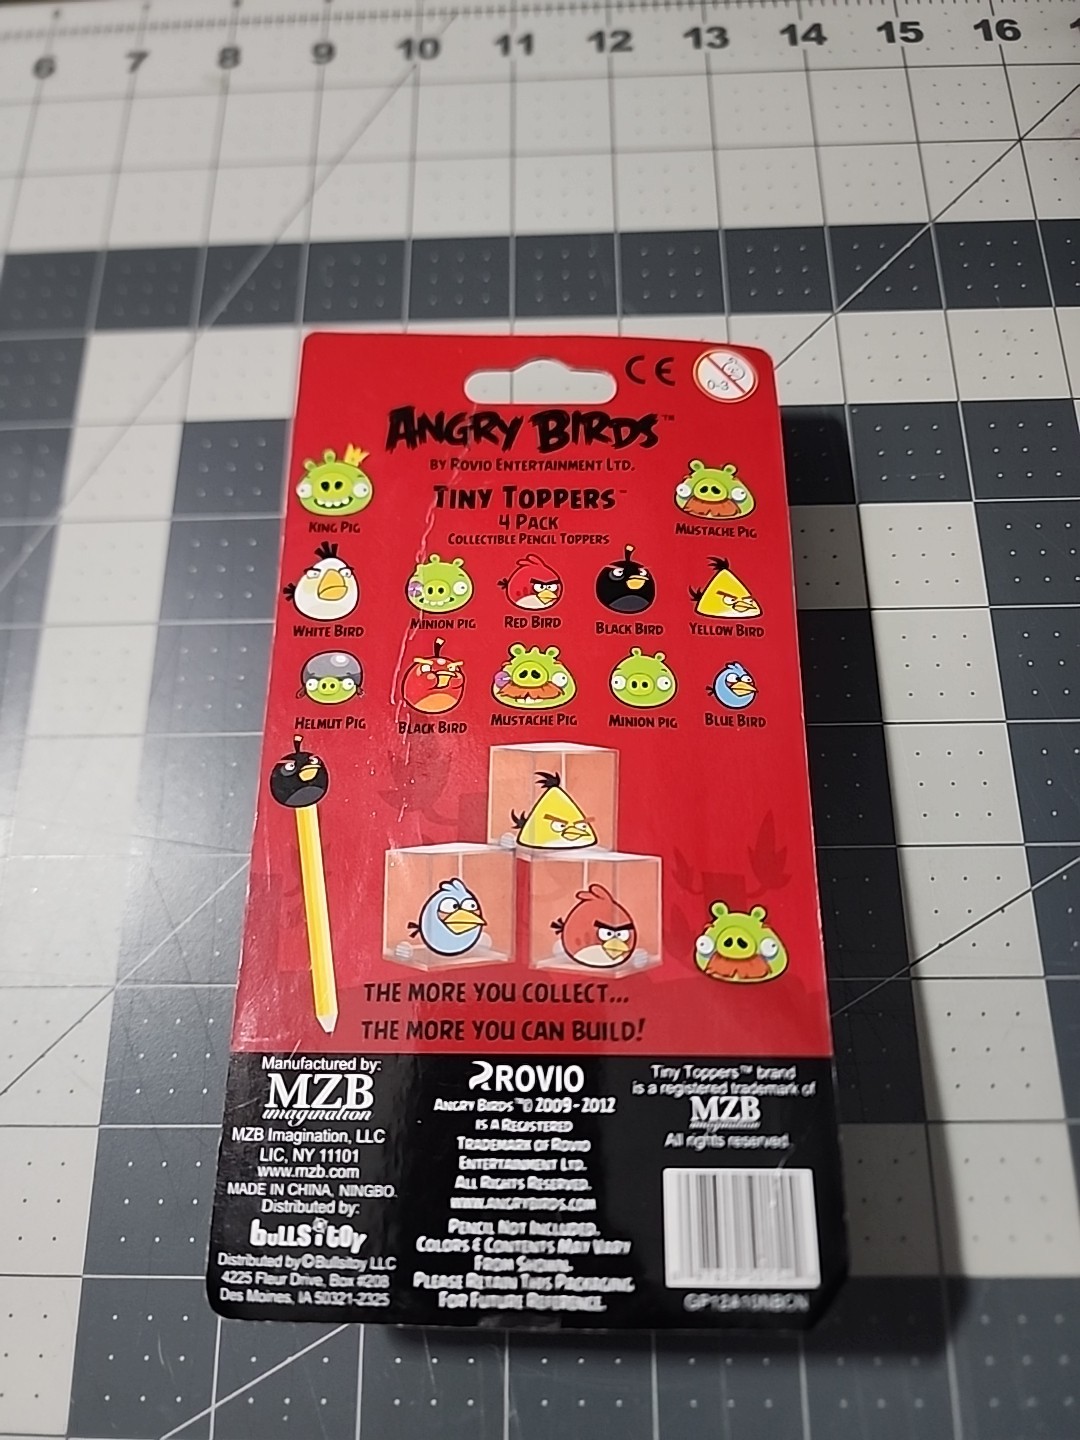 6 7 8 9 10 11 12 13 14 15 16
CE
0-3
ANGRY BIRDS™
BY ROVIO ENTERTAINMENT LTD.
TINY TOPPERS™
4 PACK
COLLECTIBLE PENCIL TOPPERS
KING PIG
MUSTACHE PIG
WHITE BIRD
MINION PIG
RED BIRD
BLACK BIRD
YELLOW BIRD
HELMUT PIG
BLACK BIRD
MUSTACHE PIG
MINION PIG
BLUE BIRD
THE MORE YOU COLLECT...
THE MORE YOU CAN BUILD!
Manufactured by:
MZB
imagination
MZB Imagination, LLC
LIC, NY 11101
www.mzb.com
MADE IN CHINA, NINGBO.
Distributed by:
bulls i toy
Distributed by © Bullsitoy LLC
4225 Fleur Drive, Box #208
Des Moines, IA 50321-2325
ROVIO
ANGRY BIRDS ™© 2009-2012
IS A REGISTERED
TRADEMARK OF ROVIO
ENTERTAINMENT LTD.
ALL RIGHTS RESERVED.
WWW.ANGRYBIRDS.COM
PENCIL NOT INCLUDED.
COLORS & CONTENTS MAY VARY
FROM SHOWN.
PLEASE RETAIN THIS PACKAGING
FOR FUTURE REFERENCE.
Tiny Toppers™ brand
is a registered trademark of
MZB
imagination
All rights reserved.